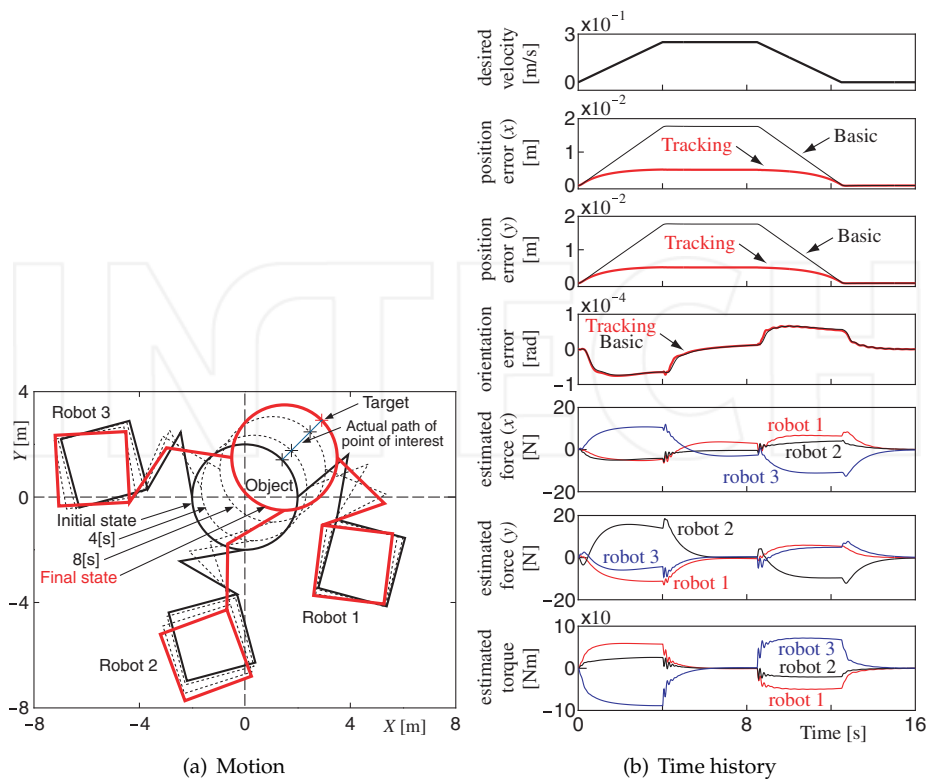 4
0
−4
−8
−8
−4
0
4
8
Y [m]
X [m]
Robot 3
Target
Actual path of
point of interest
Object
Initial state
4[s]
8[s]
Final state
Robot 1
Robot 2
(a) Motion
x10⁻¹
3
0
desired
velocity
[m/s]
x10⁻²
2
1
0
position
error (x)
[m]
Tracking
Basic
x10⁻²
2
1
0
position
error (y)
[m]
Tracking
Basic
x10⁻⁴
1
0
−1
orientation
error
[rad]
Tracking
Basic
20
0
−20
estimated
force (x)
[N]
robot 1
robot 2
robot 3
20
0
−20
estimated
force (y)
[N]
robot 2
robot 3
robot 1
x10
10
0
−10
estimated
torque
[Nm]
robot 3
robot 2
robot 1
0
4
8
12
16
Time [s]
(b) Time history
INTECH